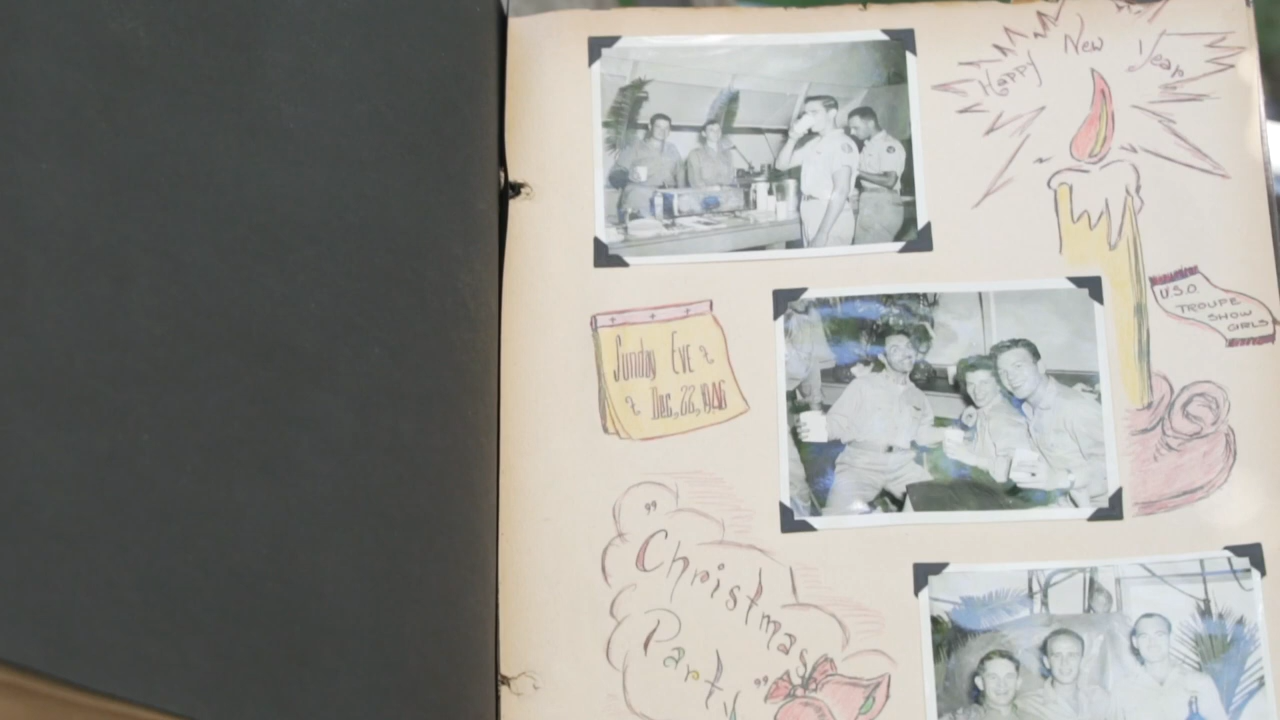 Happy New Year
U.S.O.
TROUPE
SHOW
GIRLS
Sunday Eve
Dec, 22, 1946
"Christmas
Party"